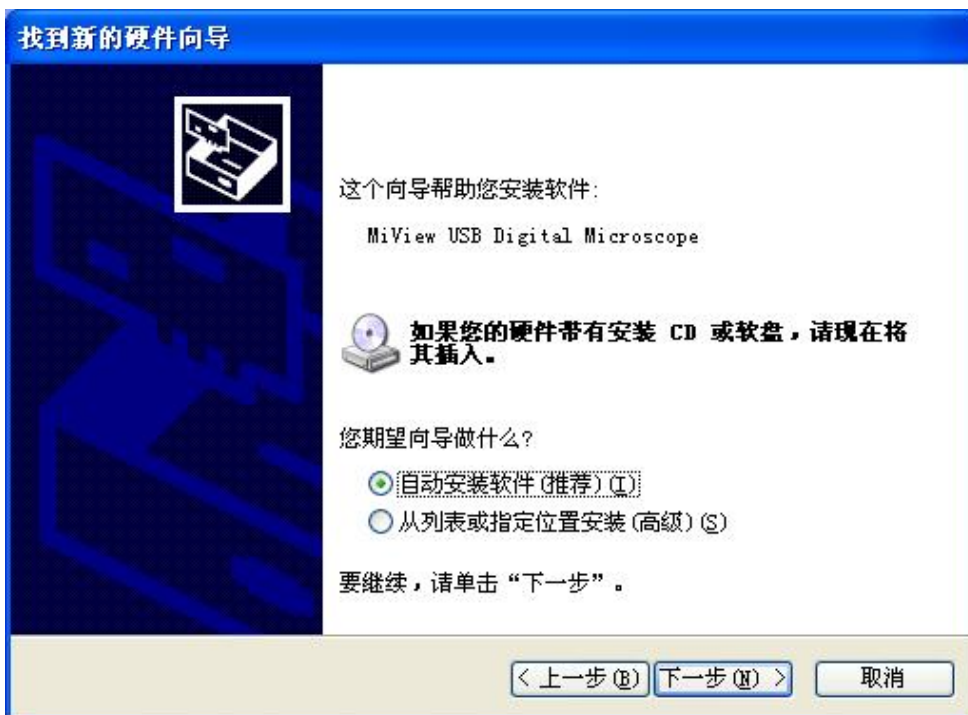 找到新的硬件向导
这个向导帮助您安装软件:
MiView USB Digital Microscope
如果您的硬件带有安装 CD 或软盘，请现在将
其插入。
您期望向导做什么?
自动安装软件(推荐)(I)
从列表或指定位置安装(高级)(S)
要继续，请单击“下一步”。
< 上一步(B) 下一步(N) > 取消